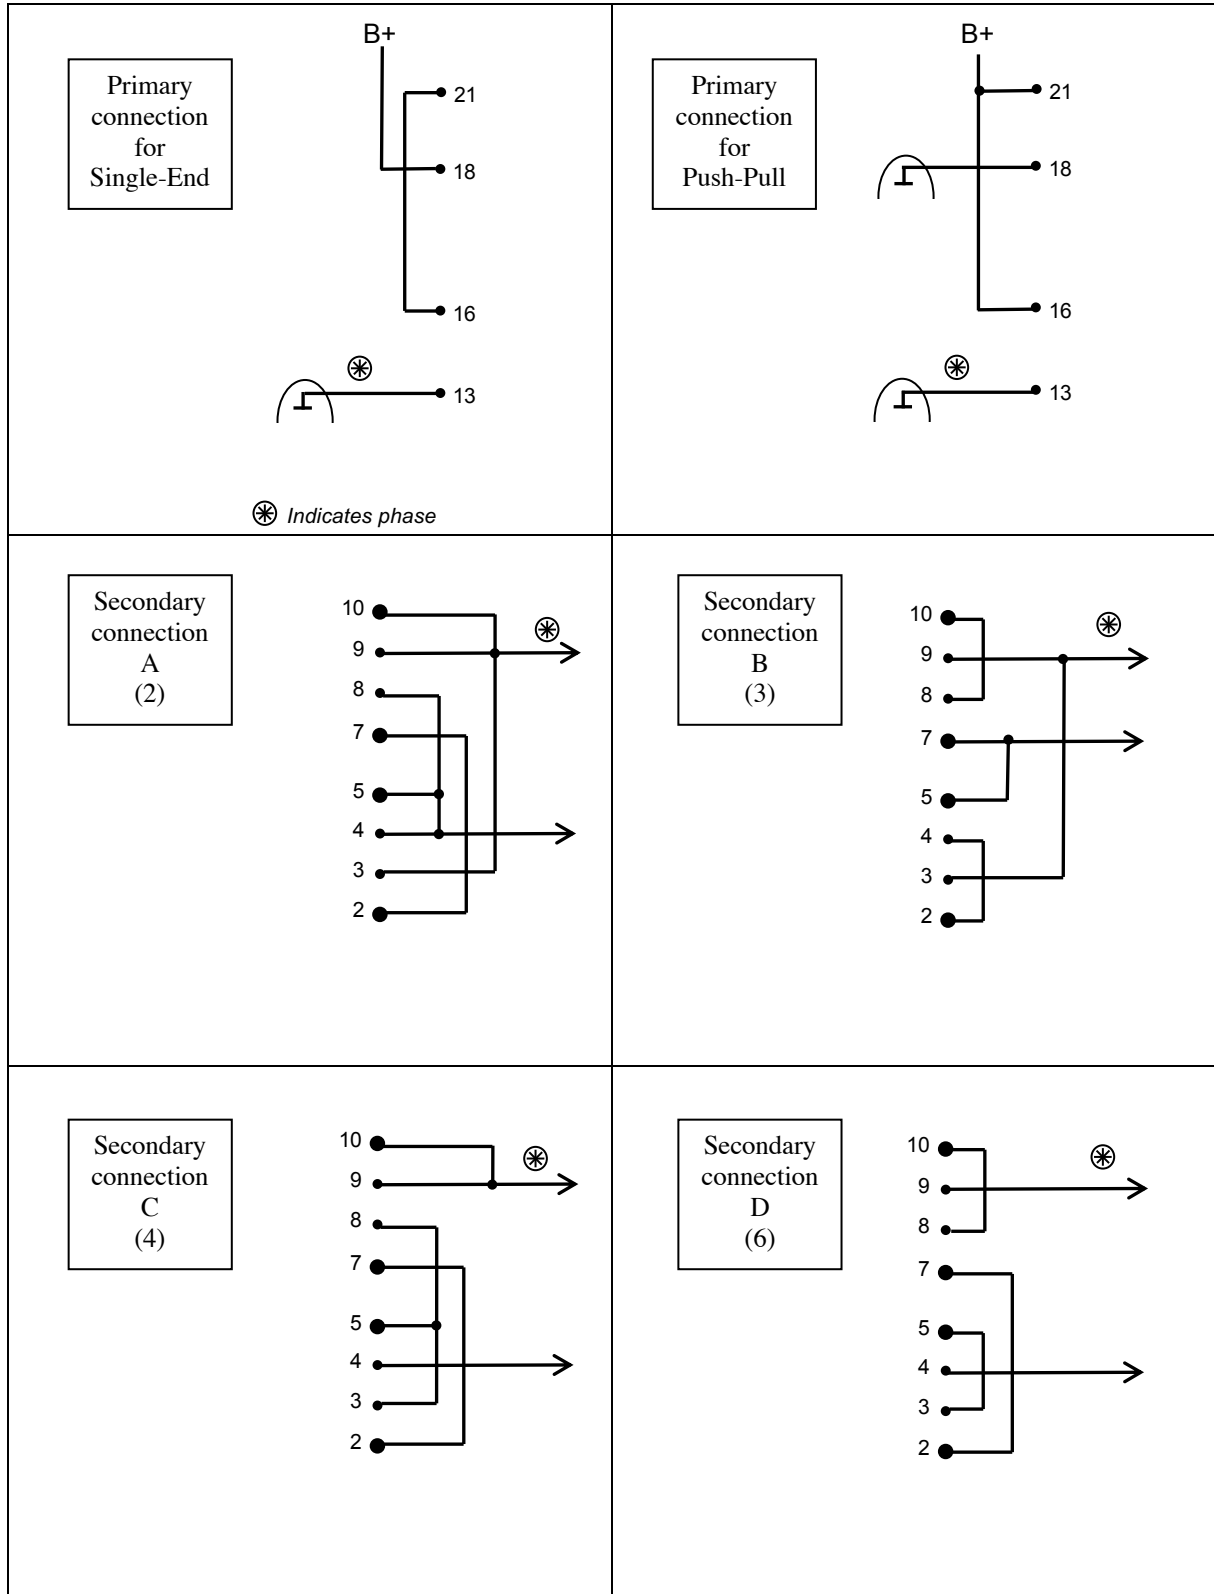 B+
Primary
connection
for
Single-End
21
18
16
13
Indicates phase
B+
Primary
connection
for
Push-Pull
21
18
16
13
Secondary
connection
A
(2)
10
9
8
7
5
4
3
2
Secondary
connection
B
(3)
10
9
8
7
5
4
3
2
Secondary
connection
C
(4)
10
9
8
7
5
4
3
2
Secondary
connection
D
(6)
10
9
8
7
5
4
3
2